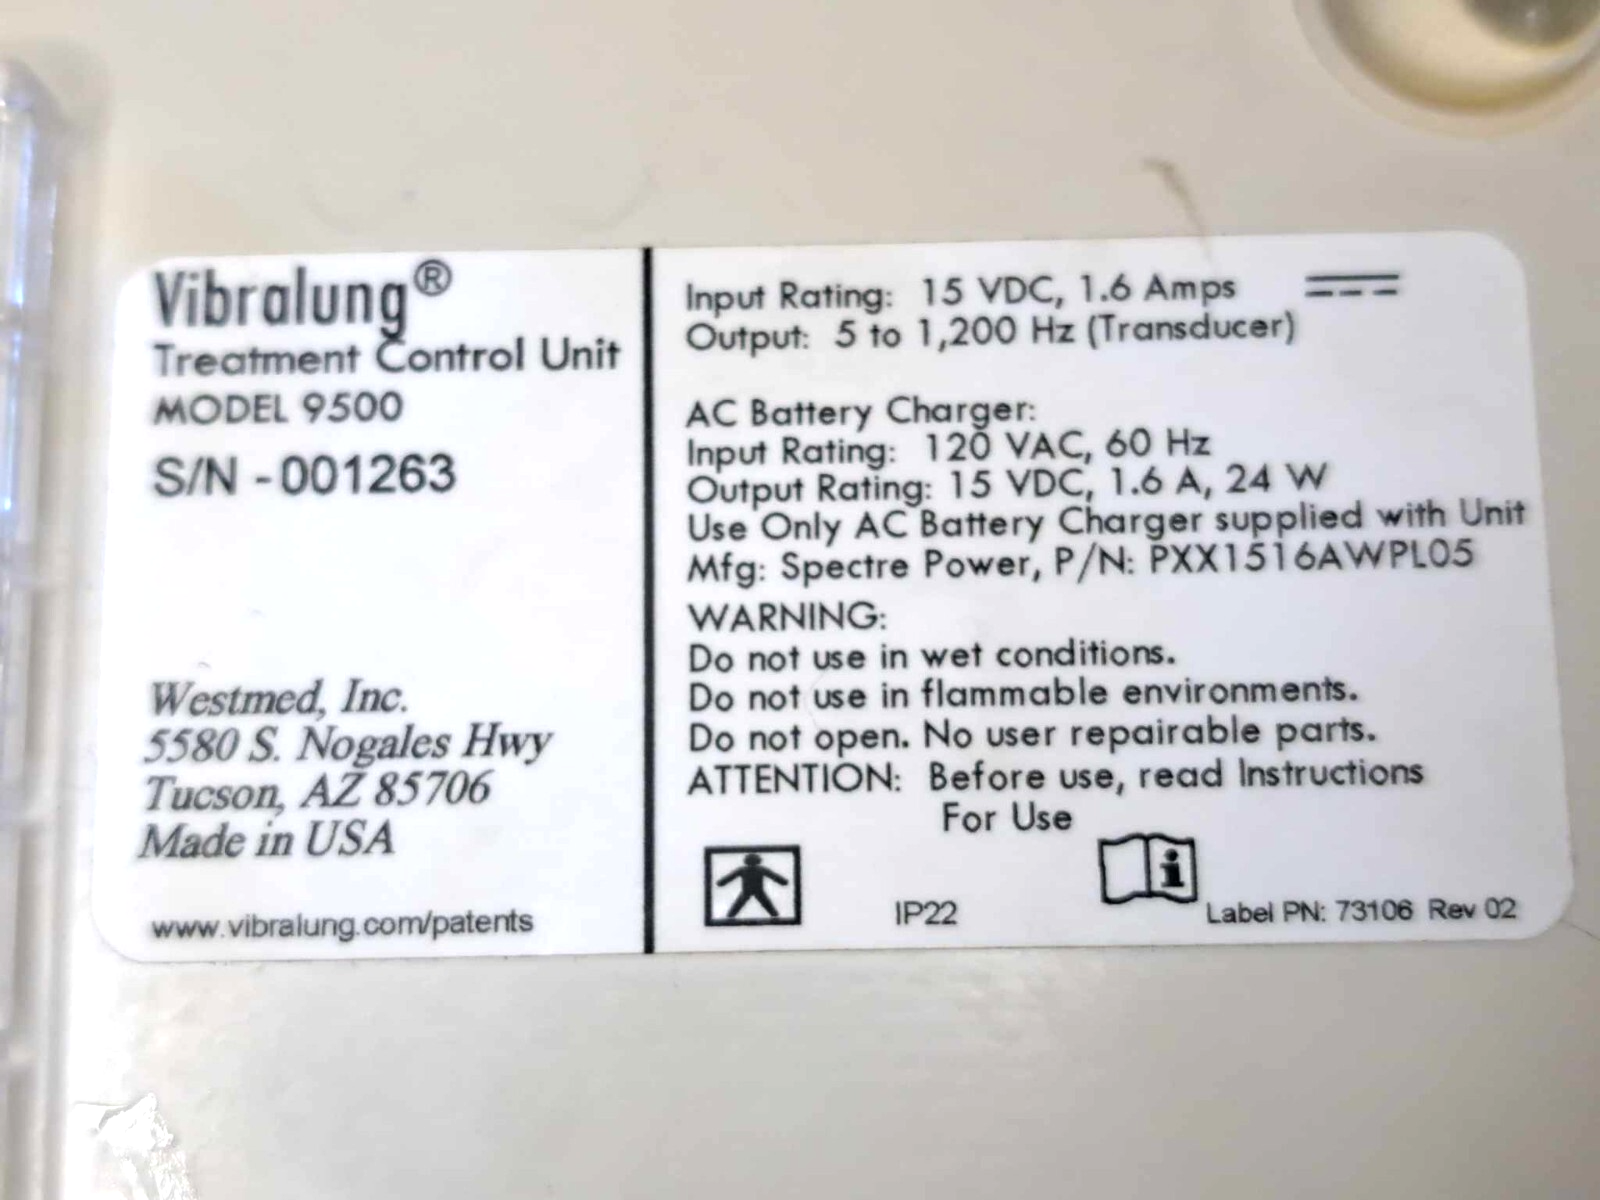 Vibralung®
Treatment Control Unit
MODEL 9500
S/N - 001263
Westmed, Inc.
5580 S. Nogales Hwy
Tucson, AZ 85706
Made in USA
www.vibralung.com/patents
Input Rating: 15 VDC, 1.6 Amps
Output: 5 to 1,200 Hz (Transducer)
AC Battery Charger:
Input Rating: 120 VAC, 60 Hz
Output Rating: 15 VDC, 1.6 A, 24 W
Use Only AC Battery Charger supplied with Unit
Mfg: Spectre Power, P/N: PXX1516AWPL05
WARNING:
Do not use in wet conditions.
Do not use in flammable environments.
Do not open. No user repairable parts.
ATTENTION: Before use, read Instructions
For Use
IP22
Label PN: 73106 Rev 02